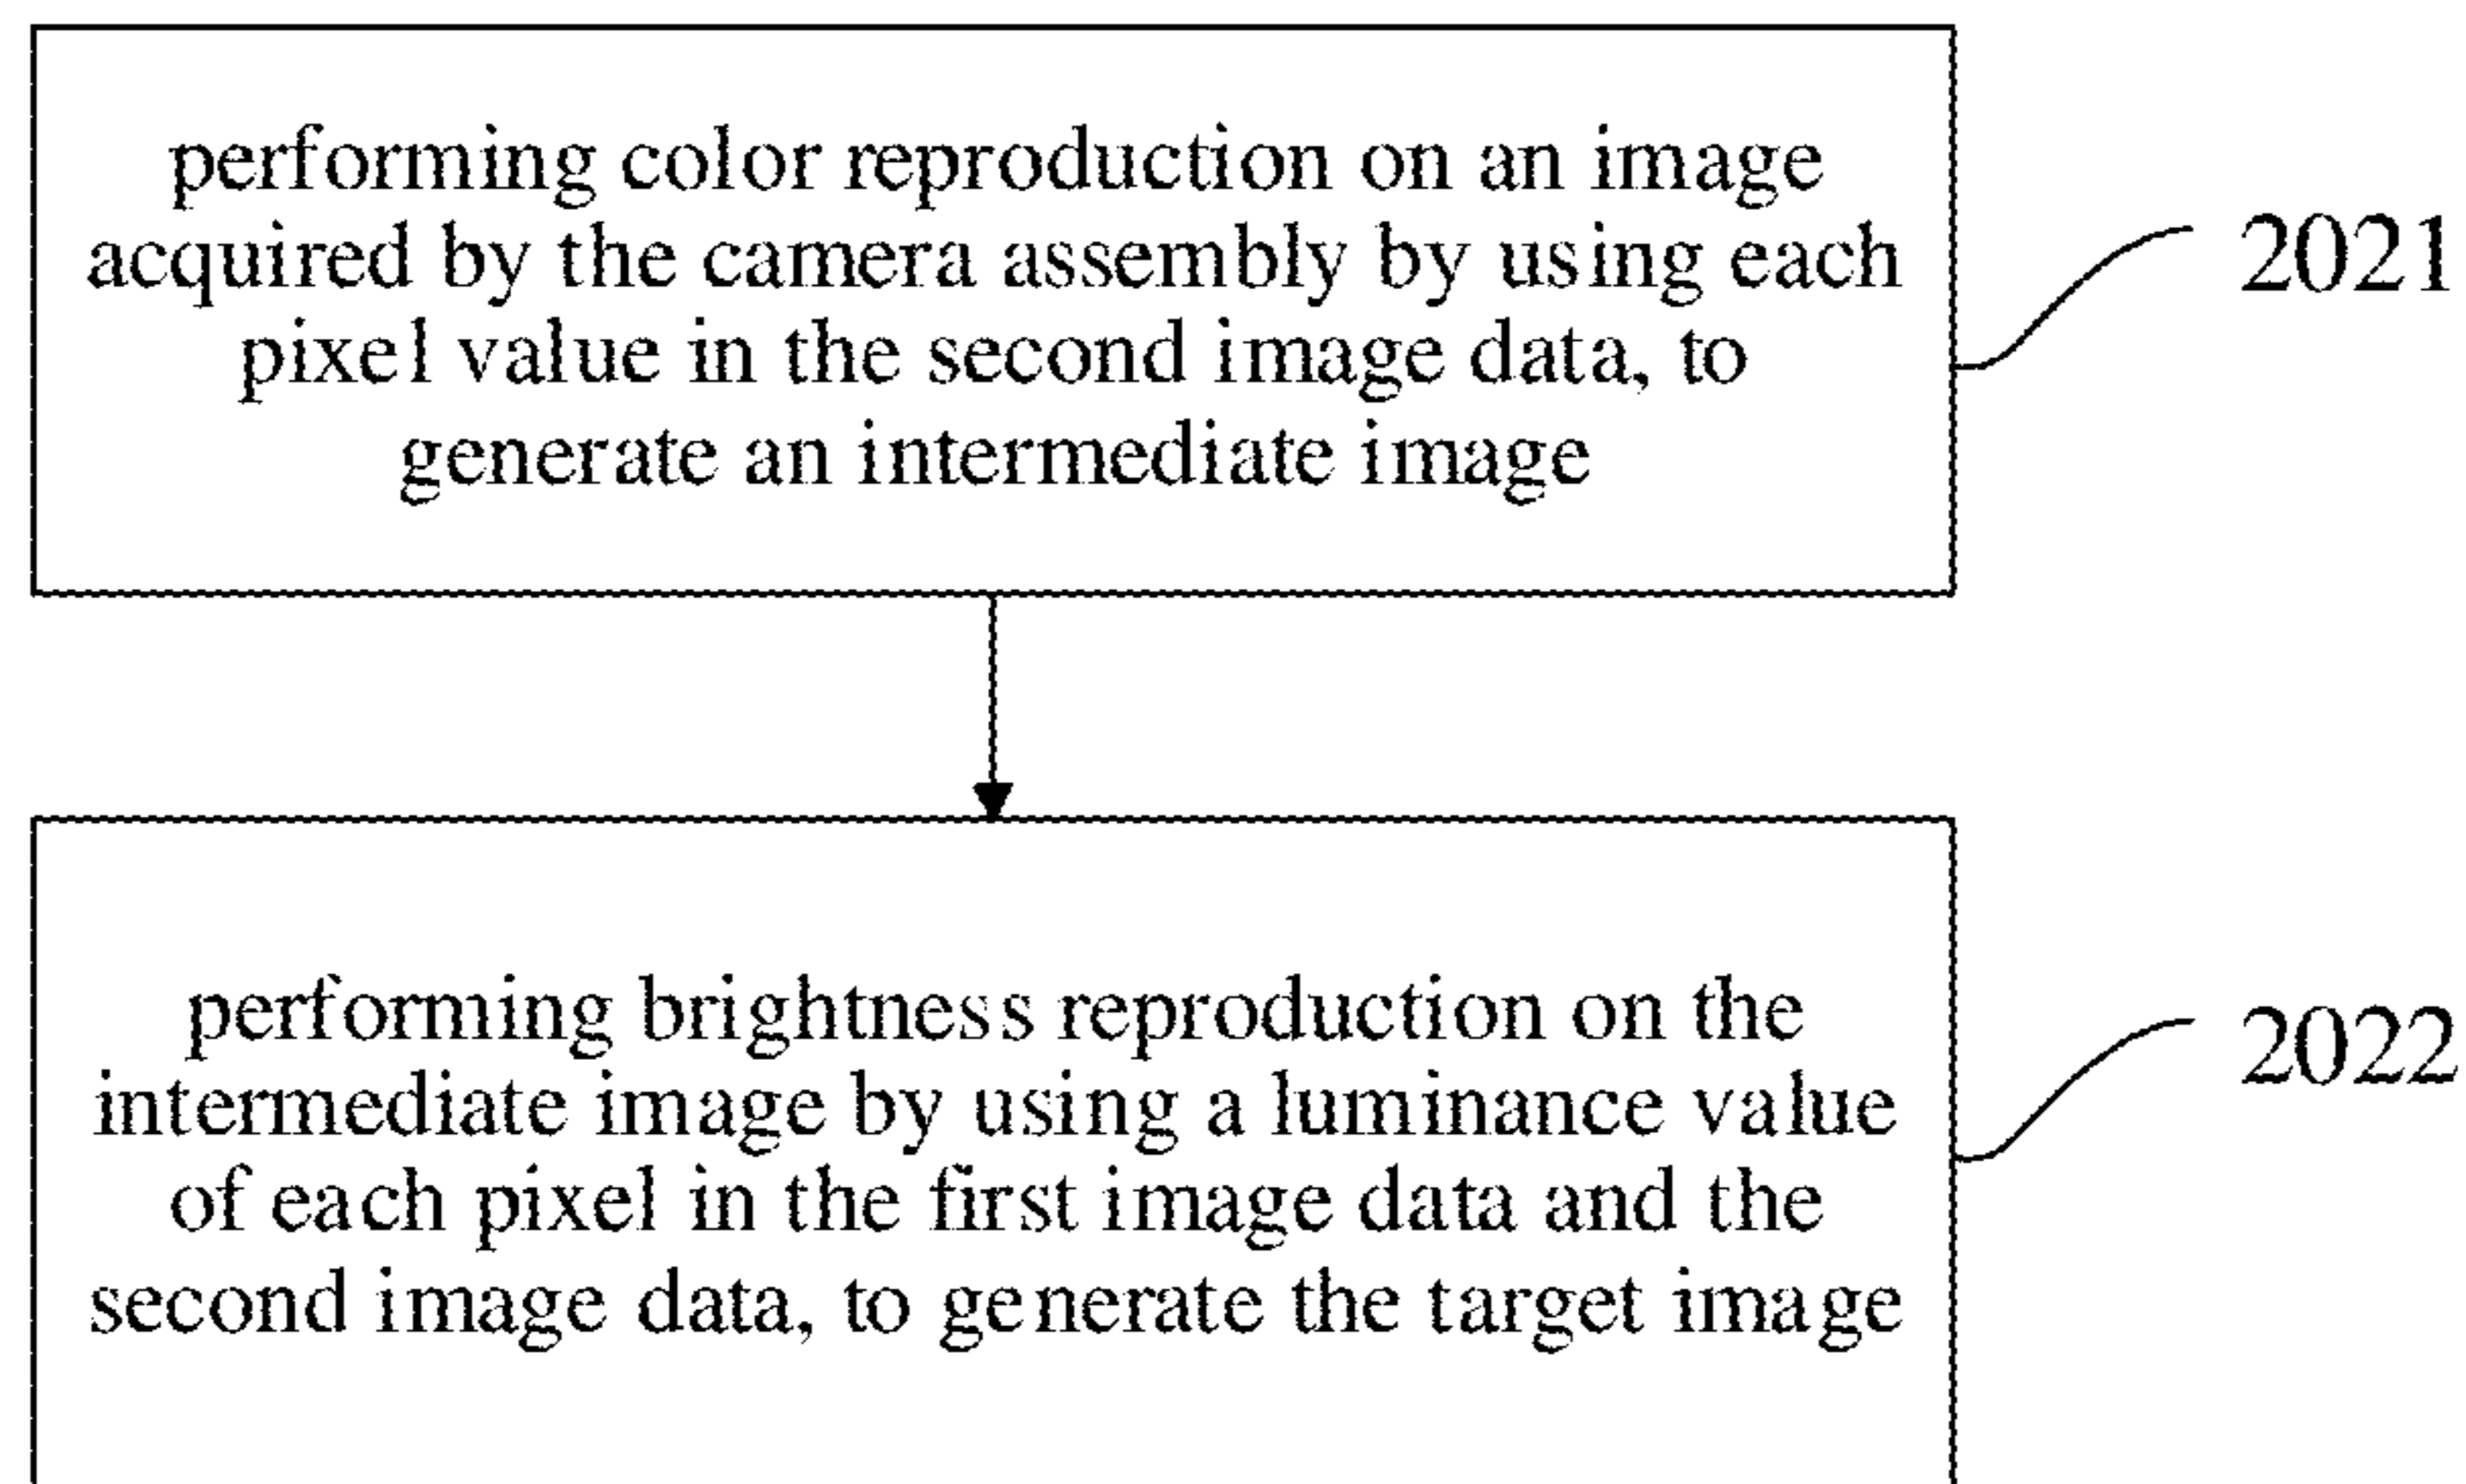 performing color reproduction on an image
acquired by the camera assembly by using each
pixel value in the second image data, to
generate an intermediate image
2021
performing brightness reproduction on the
intermediate image by using a luminance value
of each pixel in the first image data and the
second image data, to generate the target image
2022